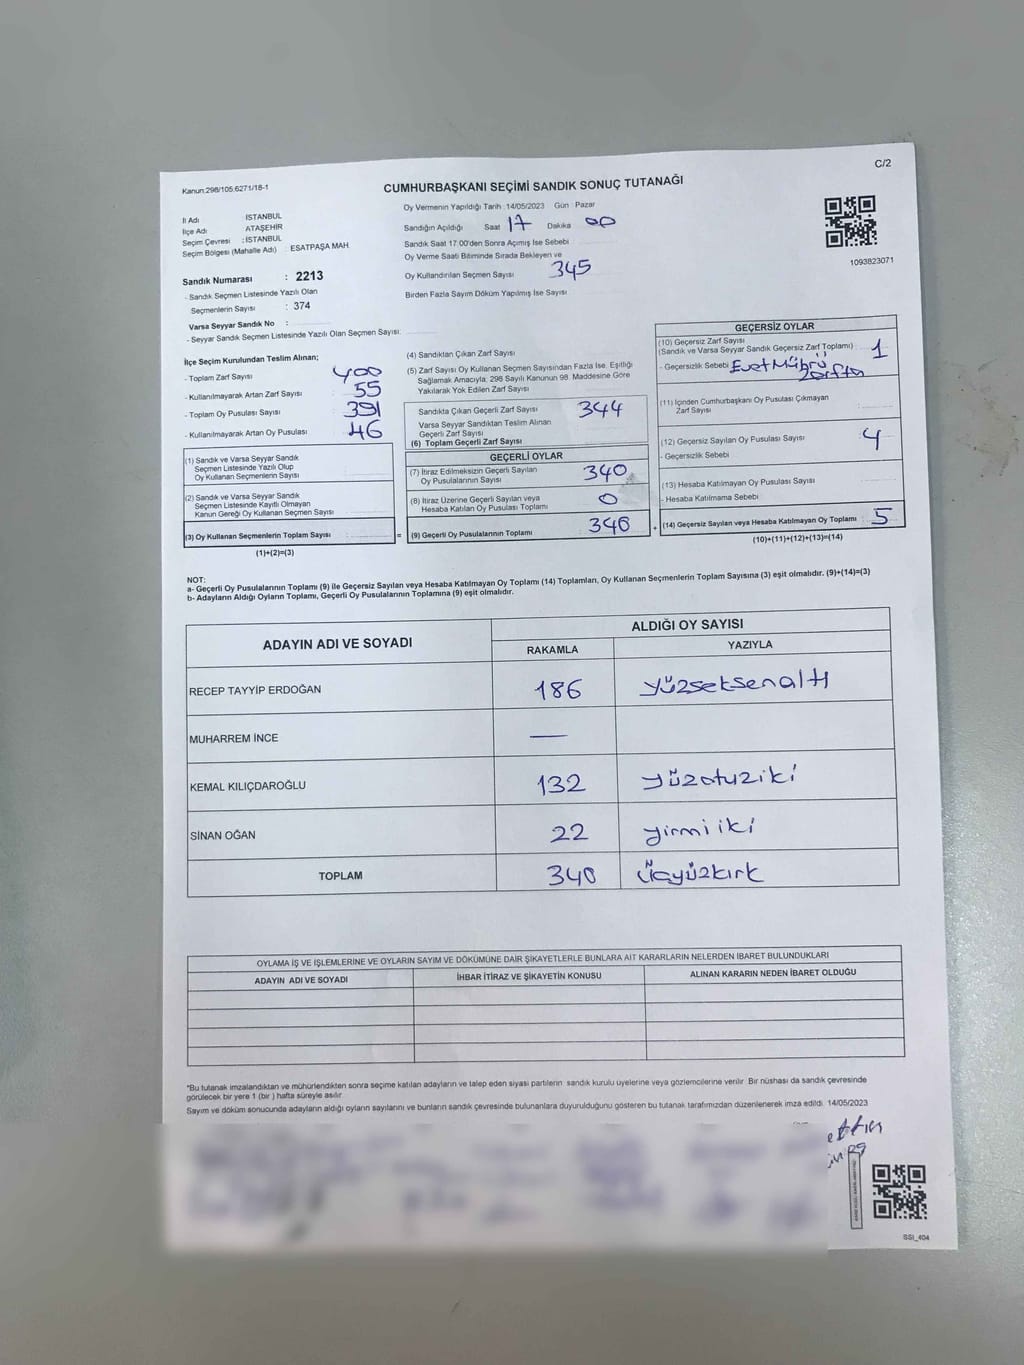 C/2
Kanun:298/105;6271/18-1
CUMHURBAŞKANI SEÇİMİ SANDIK SONUÇ TUTANAĞI
İl Adı İSTANBUL
İlçe Adı ATAŞEHİR
Seçim Çevresi : İSTANBUL
Seçim Bölgesi (Mahalle Adı) : ESATPAŞA MAH.
Sandık Numarası : 2213
- Sandık Seçmen Listesinde Yazılı Olan
Seçmenlerin Sayısı : 374
Varsa Seyyar Sandık No :
- Seyyar Sandık Seçmen Listesinde Yazılı Olan Seçmen Sayısı:
Oy Vermenin Yapıldığı Tarih :14/05/2023 Gün : Pazar
Sandığın Açıldığı Saat 17 Dakika 00
Sandık Saat 17:00'den Sonra Açımış İse Sebebi
Oy Verme Saati Bitiminde Sırada Bekleyen ve
Oy Kullandırılan Seçmen Sayısı 345
Birden Fazla Sayım Döküm Yapılmış İse Sayısı
1093823071
İlçe Seçim Kurulundan Teslim Alınan;
- Toplam Zarf Sayısı 400
- Kullanılmayarak Artan Zarf Sayısı 55
- Toplam Oy Pusulası Sayısı 391
- Kullanılmayarak Artan Oy Pusulası 46
(1) Sandık ve Varsa Seyyar Sandık
Seçmen Listesinde Yazılı Olup
Oy Kullanan Seçmenlerin Sayısı
(2) Sandık ve Varsa Seyyar Sandık
Seçmen Listesinde Kayıtlı Olmayan
Kanun Gereği Oy Kullanan Seçmen Sayısı
(3) Oy Kullanan Seçmenlerin Toplam Sayısı
(1)+(2)=(3)
(4) Sandıktan Çıkan Zarf Sayısı
(5) Zarf Sayısı Oy Kullanan Seçmen Sayısından Fazla İse, Eşitliği
Sağlamak Amacıyla; 298 Sayılı Kanunun 98. Maddesine Göre
Yakılarak Yok Edilen Zarf Sayısı
Sandıkta Çıkan Geçerli Zarf Sayısı 344
Varsa Seyyar Sandıktan Teslim Alınan
Geçerli Zarf Sayısı
(6) Toplam Geçerli Zarf Sayısı
GEÇERLİ OYLAR
(7) İtiraz Edilmeksizin Geçerli Sayılan
Oy Pusulalarının Sayısı 340
(8) İtiraz Üzerine Geçerli Sayılan veya
Hesaba Katılan Oy Pusulası Toplamı 0
= (9) Geçerli Oy Pusulalarının Toplamı 340 +
GEÇERSİZ OYLAR
(10) Geçersiz Zarf Sayısı
(Sandık ve Varsa Seyyar Sandık Geçersiz Zarf Toplamı) 1
- Geçersizlik Sebebi Evet Mührü
zarfta
(11) İçinden Cumhurbaşkanı Oy Pusulası Çıkmayan
Zarf Sayısı
(12) Geçersiz Sayılan Oy Pusulası Sayısı 4
- Geçersizlik Sebebi
(13) Hesaba Katılmayan Oy Pusulası Sayısı
- Hesaba Katılmama Sebebi
(14) Geçersiz Sayılan veya Hesaba Katılmayan Oy Toplamı 5
(10)+(11)+(12)+(13)=(14)
NOT:
a- Geçerli Oy Pusulalarının Toplamı (9) ile Geçersiz Sayılan veya Hesaba Katılmayan Oy Toplamı (14) Toplamları, Oy Kullanan Seçmenlerin Toplam Sayısına (3) eşit olmalıdır. (9)+(14)=(3)
b- Adayların Aldığı Oyların Toplamı, Geçerli Oy Pusulalarının Toplamına (9) eşit olmalıdır.
ADAYIN ADI VE SOYADI
ALDIĞI OY SAYISI
RAKAMLA YAZIYLA
RECEP TAYYİP ERDOĞAN 186 yüzseksenaltı
MUHARREM İNCE —
KEMAL KILIÇDAROĞLU 132 yüzotuziki
SİNAN OĞAN 22 yirmiiki
TOPLAM 340 üçyüzkırk
OYLAMA İŞ VE İŞLEMLERİNE VE OYLARIN SAYIM VE DÖKÜMÜNE DAİR ŞİKAYETLERLE BUNLARA AİT KARARLARIN NELERDEN İBARET BULUNDUKLARI
ADAYIN ADI VE SOYADI İHBAR İTİRAZ VE ŞİKAYETİN KONUSU ALINAN KARARIN NEDEN İBARET OLDUĞU
*Bu tutanak imzalandıktan ve mühürlendikten sonra seçime katılan adayların ve talep eden siyasi partilerin sandık kurulu üyelerine veya gözlemcilerine verilir. Bir nüshası da sandık çevresinde
görülecek bir yere 1 (bir ) hafta süreyle asılır.
Sayım ve döküm sonucunda adayların aldığı oyların sayılarını ve bunların sandık çevresinde bulunanlara duyurulduğunu gösteren bu tutanak tarafımızdan düzenlenerek imza edildi. 14/05/2023
SSI_404